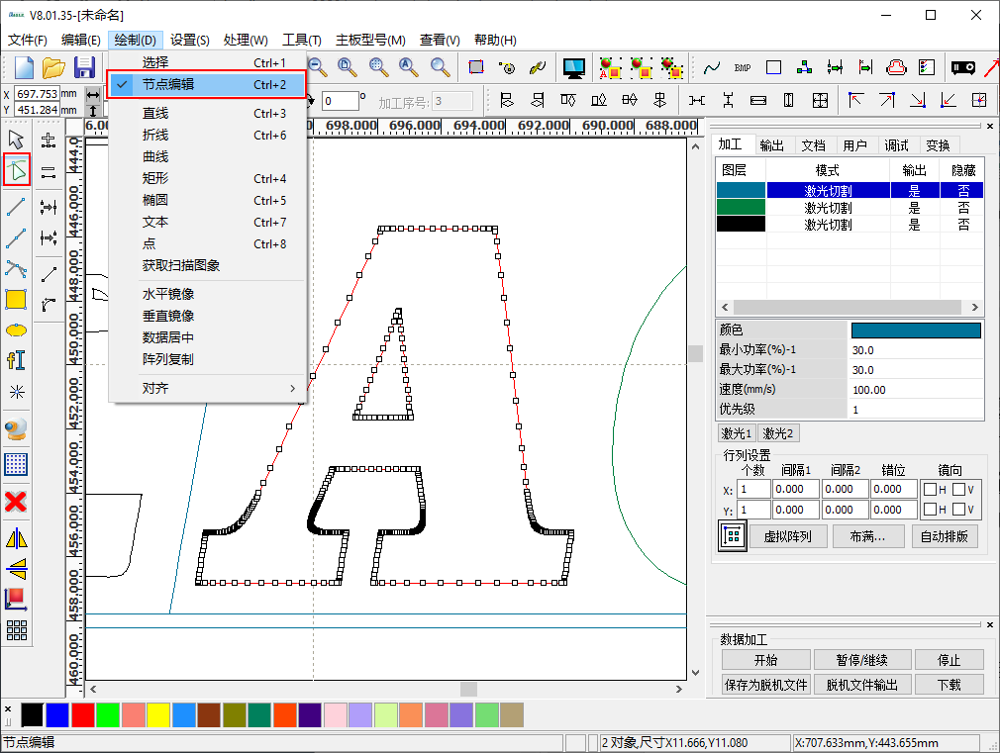 V8.01.35-[未命名]
文件(F) 编辑(E) 绘制(D) 设置(S) 处理(W) 工具(T) 主板型号(M) 查看(V) 帮助(H)
选择 Ctrl+1
节点编辑 Ctrl+2
直线 Ctrl+3
折线 Ctrl+6
曲线
矩形 Ctrl+4
椭圆 Ctrl+5
文本 Ctrl+7
点 Ctrl+8
获取扫描图象
水平镜像
垂直镜像
数据居中
阵列复制
对齐
BMP
X 697.753 mm
Y 451.284 mm
0 ° 加工序号: 3
6.00 698.000 696.000 694.000 692.000 690.000 688.000
444.0 446.000 448.000 450.000 452.000 454.000 456.000 458.000 460.000
加工 输出 文档 用户 调试 变换
图层 模式 输出 隐藏
激光切割 是 否
激光切割 是 否
激光切割 是 否
颜色
最小功率(%)-1 30.0
最大功率(%)-1 30.0
速度(mm/s) 100.00
优先级 1
激光1 激光2
行列设置
个数 间隔1 间隔2 错位 镜向
X: 1 0.000 0.000 0.000 H V
Y: 1 0.000 0.000 0.000 H V
虚拟阵列 布满... 自动排版
数据加工
开始 暂停/继续 停止
保存为脱机文件 脱机文件输出 下载
节点编辑 2 对象,尺寸X11.666,Y11.080 X:707.633mm,Y:443.655mm